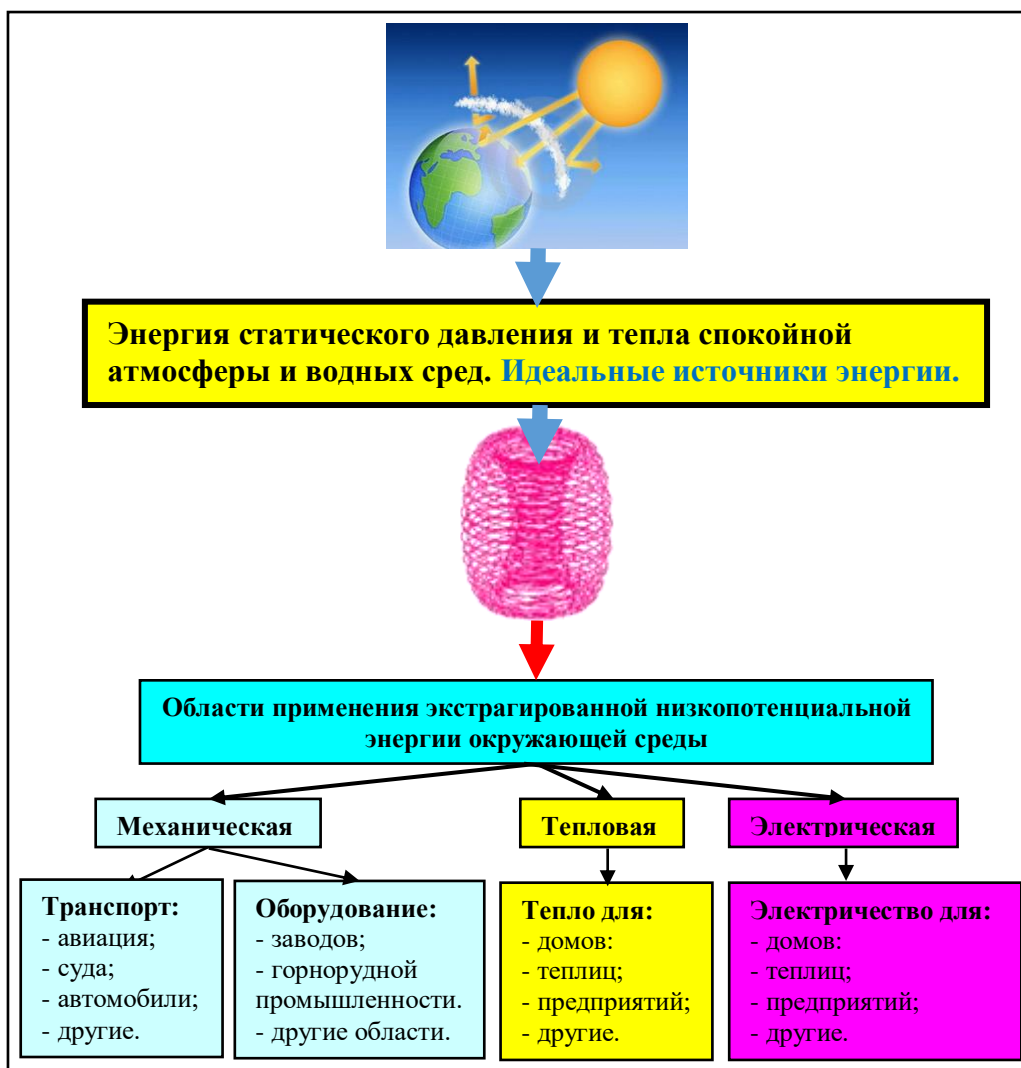 Энергия статического давления и тепла спокойной
атмосферы и водных сред. Идеальные источники энергии.
Области применения экстрагированной низкопотенциальной
энергии окружающей среды
Механическая
Тепловая
Электрическая
Транспорт:
- авиация;
- суда;
- автомобили;
- другие.
Оборудование:
- заводов;
- горнорудной
промышленности.
- другие области.
Тепло для:
- домов:
- теплиц;
- предприятий;
- другие.
Электричество для:
- домов:
- теплиц;
- предприятий;
- другие.